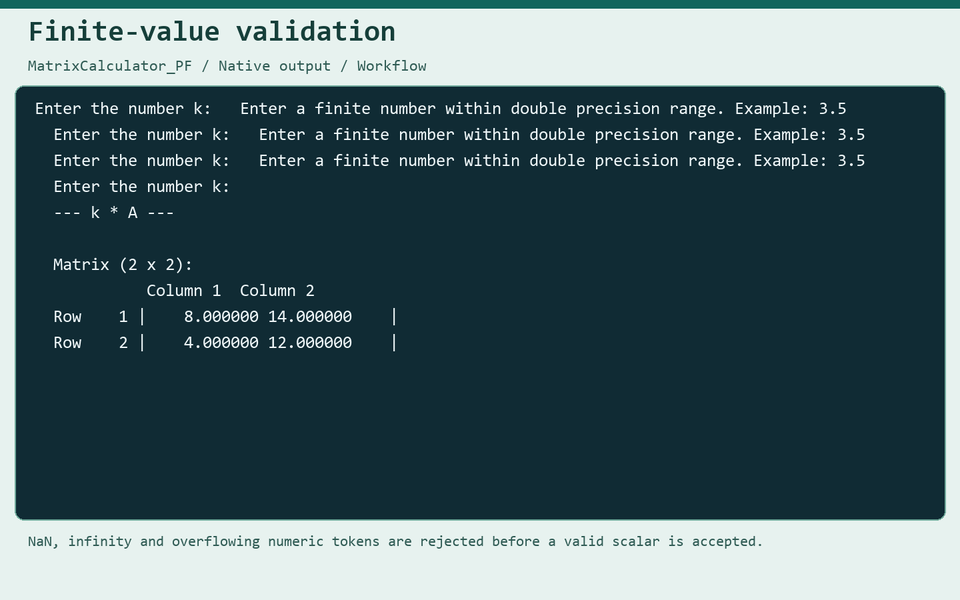 Finite-value validation
MatrixCalculator_PF / Native output / Workflow
Enter the number k:   Enter a finite number within double precision range. Example: 3.5
  Enter the number k:   Enter a finite number within double precision range. Example: 3.5
  Enter the number k:   Enter a finite number within double precision range. Example: 3.5
  Enter the number k:
  --- k * A ---
  Matrix (2 x 2):
            Column 1  Column 2
  Row    1 |    8.000000 14.000000    |
  Row    2 |    4.000000 12.000000    |
NaN, infinity and overflowing numeric tokens are rejected before a valid scalar is accepted.